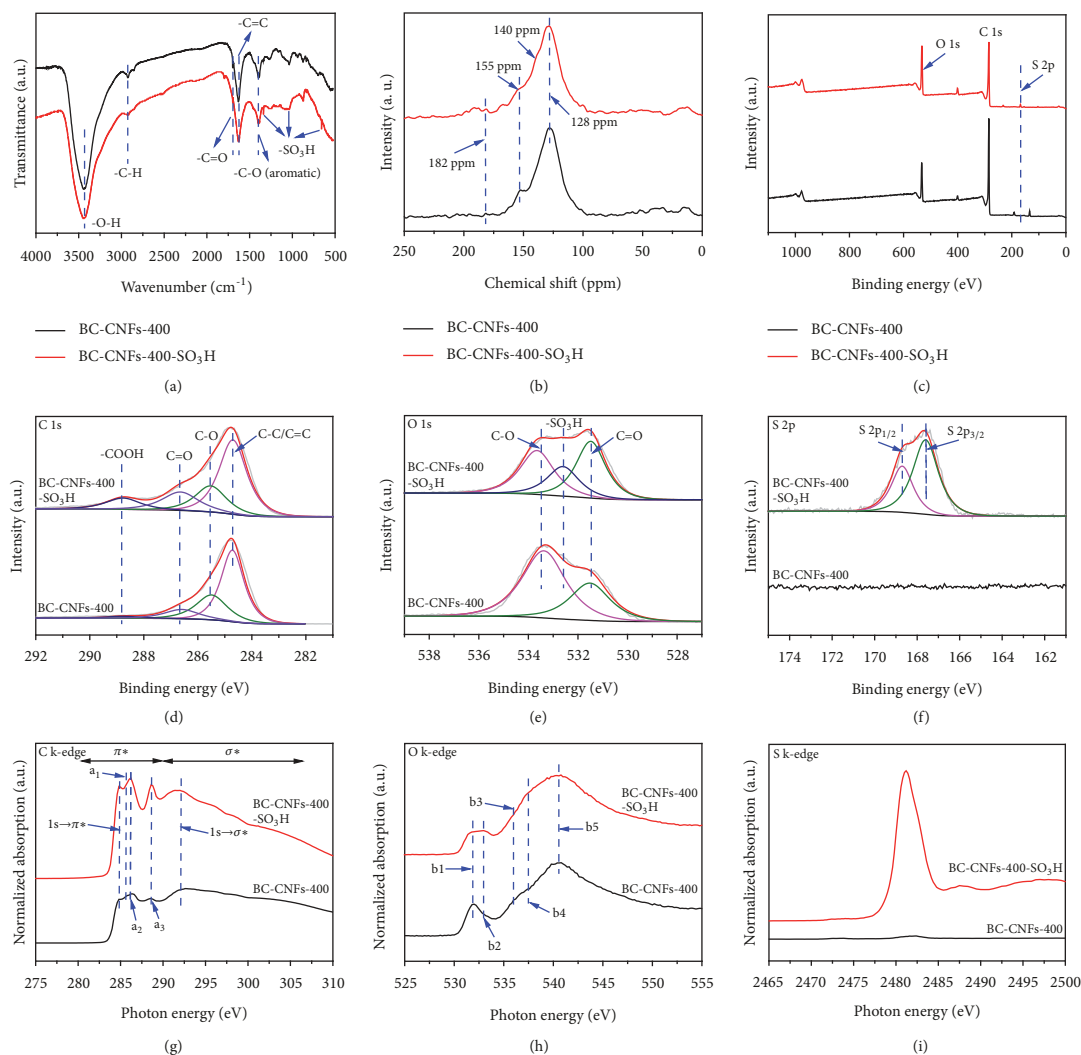 Transmittance (a.u.)
-C=C
-C=O
-SO3H
-C-H
-C-O (aromatic)
-O-H
4000 3500 3000 2500 2000 1500 1000 500
Wavenumber (cm-1)
BC-CNFs-400
BC-CNFs-400-SO3H
(a)
Intensity (a. u.)
140 ppm
155 ppm
128 ppm
182 ppm
250 200 150 100 50 0
Chemical shift (ppm)
BC-CNFs-400
BC-CNFs-400-SO3H
(b)
Intensity (a.u.)
C 1s
O 1s
S 2p
1000 800 600 400 200 0
Binding energy (eV)
BC-CNFs-400
BC-CNFs-400-SO3H
(c)
Intensity (a.u.)
C 1s
C-O
C-C/C=C
-COOH
C=O
BC-CNFs-400
-SO3H
BC-CNFs-400
292 290 288 286 284 282
Binding energy (eV)
(d)
Intensity (a.u.)
O 1s
-SO3H
C-O
C=O
BC-CNFs-400
-SO3H
BC-CNFs-400
538 536 534 532 530 528
Binding energy (eV)
(e)
Intensity (a.u.)
S 2p
S 2p1/2
S 2p3/2
BC-CNFs-400
-SO3H
BC-CNFs-400
174 172 170 168 166 164 162
Binding energy (eV)
(f)
Normalized absorption (a.u.)
C k-edge
π*
σ*
a1
BC-CNFs-400
-SO3H
1s→π*
1s→σ*
BC-CNFs-400
a2
a3
275 280 285 290 295 300 305 310
Photon energy (eV)
(g)
Normalized absorption (a.u.)
O k-edge
b3
BC-CNFs-400
-SO3H
b5
b1
BC-CNFs-400
b4
b2
525 530 535 540 545 550 555
Photon energy (eV)
(h)
Normalized absorption (a.u.)
S k-edge
BC-CNFs-400-SO3H
BC-CNFs-400
2465 2470 2475 2480 2485 2490 2495 2500
Photon energy (eV)
(i)